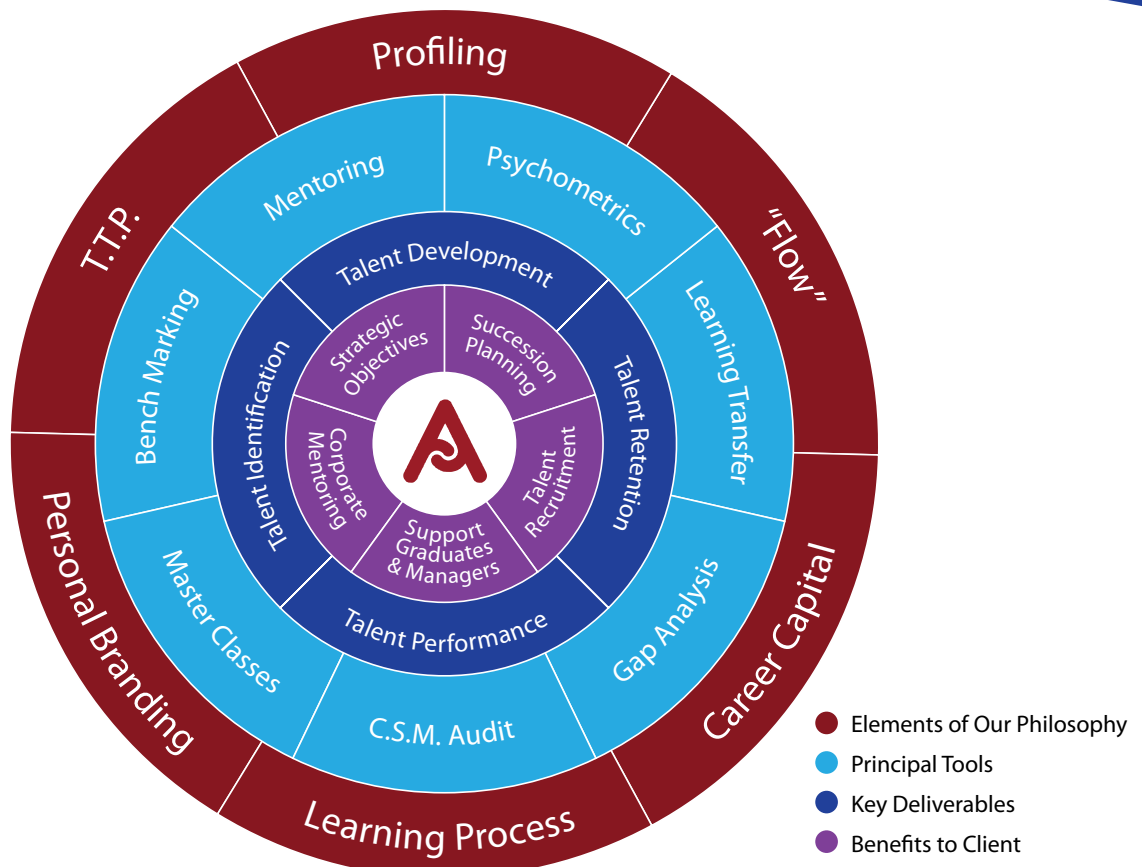 Profiling
"Flow"
Career Capital
Learning Process
Personal Branding
T.T.P.
Mentoring
Psychometrics
Learning Transfer
Gap Analysis
C.S.M. Audit
Master Classes
Bench Marking
Talent Development
Talent Retention
Talent Performance
Talent Identification
Strategic
Objectives
Succession
Planning
Talent
Recruitment
Support
Graduates
& Managers
Corporate
Mentoring
Elements of Our Philosophy
Principal Tools
Key Deliverables
Benefits to Client